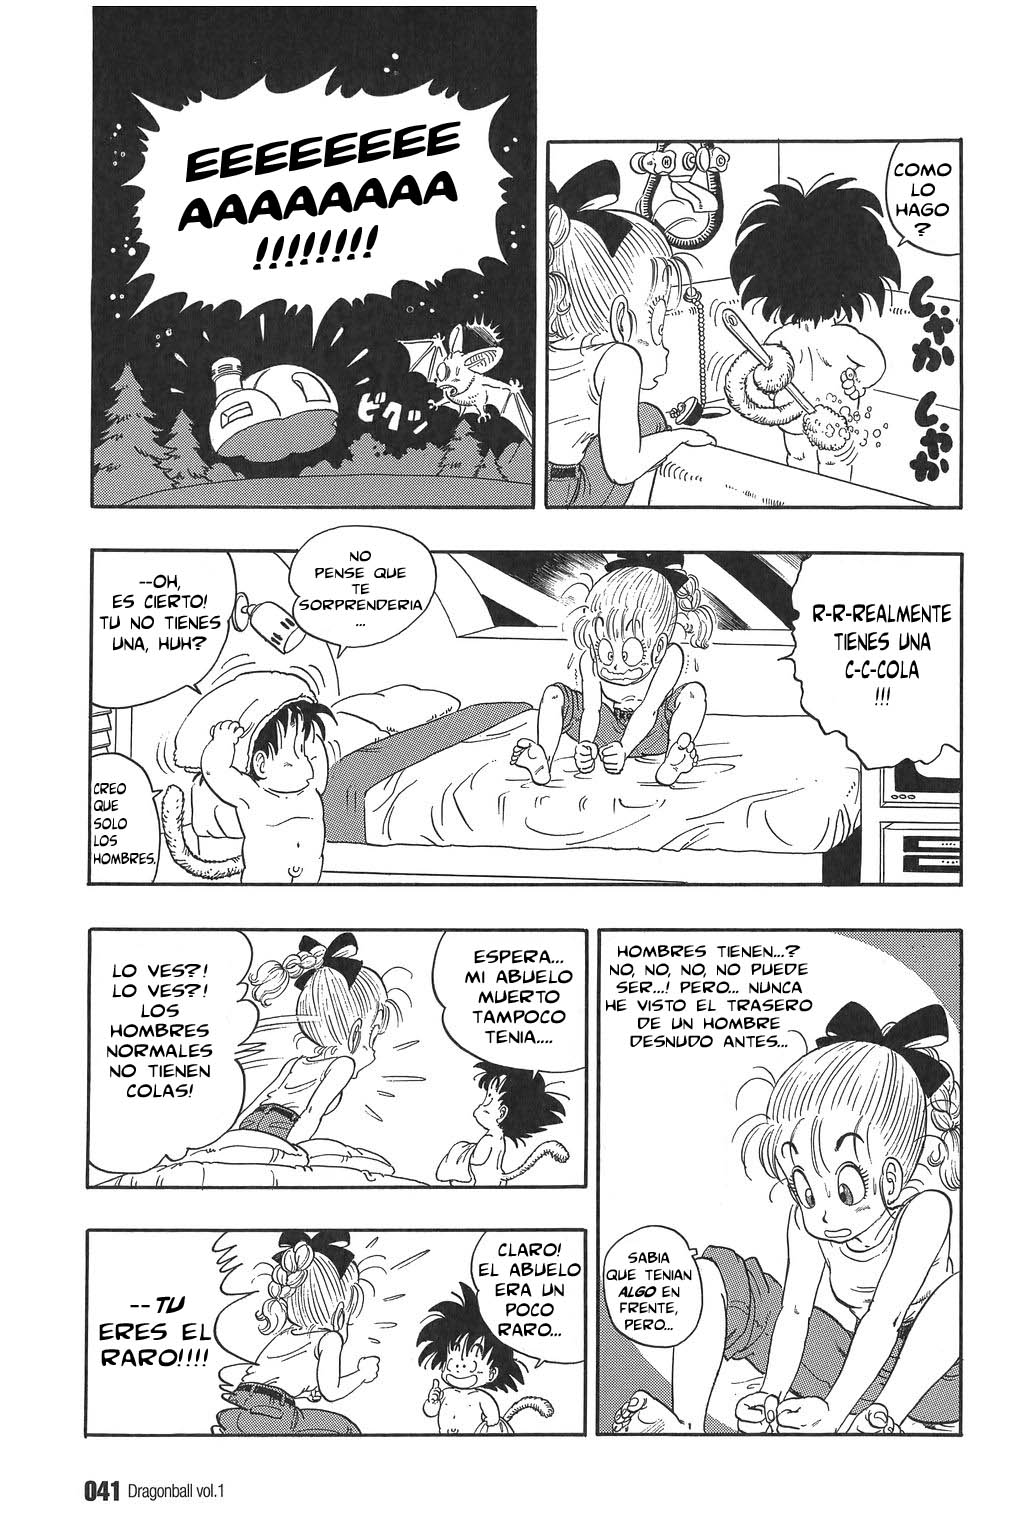 COMO
LO
HAGO
?
しゃか
しゃか
EEEEEEEE
AAAAAAAA
!!!!!!!!
ビクッ
R-R-REALMENTE
TIENES UNA
C-C-COLA
!!!
NO
PENSE QUE
TE
SORPRENDERIA
...
--OH,
ES CIERTO!
TU NO TIENES
UNA, HUH?
CREO
QUE
SOLO
LOS
HOMBRES.
HOMBRES TIENEN...?
NO, NO, NO, NO PUEDE
SER...! PERO... NUNCA
HE VISTO EL TRASERO
DE UN HOMBRE
DESNUDO ANTES...
SABIA
QUE TENIAN
ALGO EN
FRENTE,
PERO...
ESPERA...
MI ABUELO
MUERTO
TAMPOCO
TENIA....
LO VES?!
LO VES?!
LOS
HOMBRES
NORMALES
NO TIENEN
COLAS!
CLARO!
EL ABUELO
ERA UN
POCO
RARO...
--TU
ERES EL
RARO!!!!
041 Dragonball vol.1